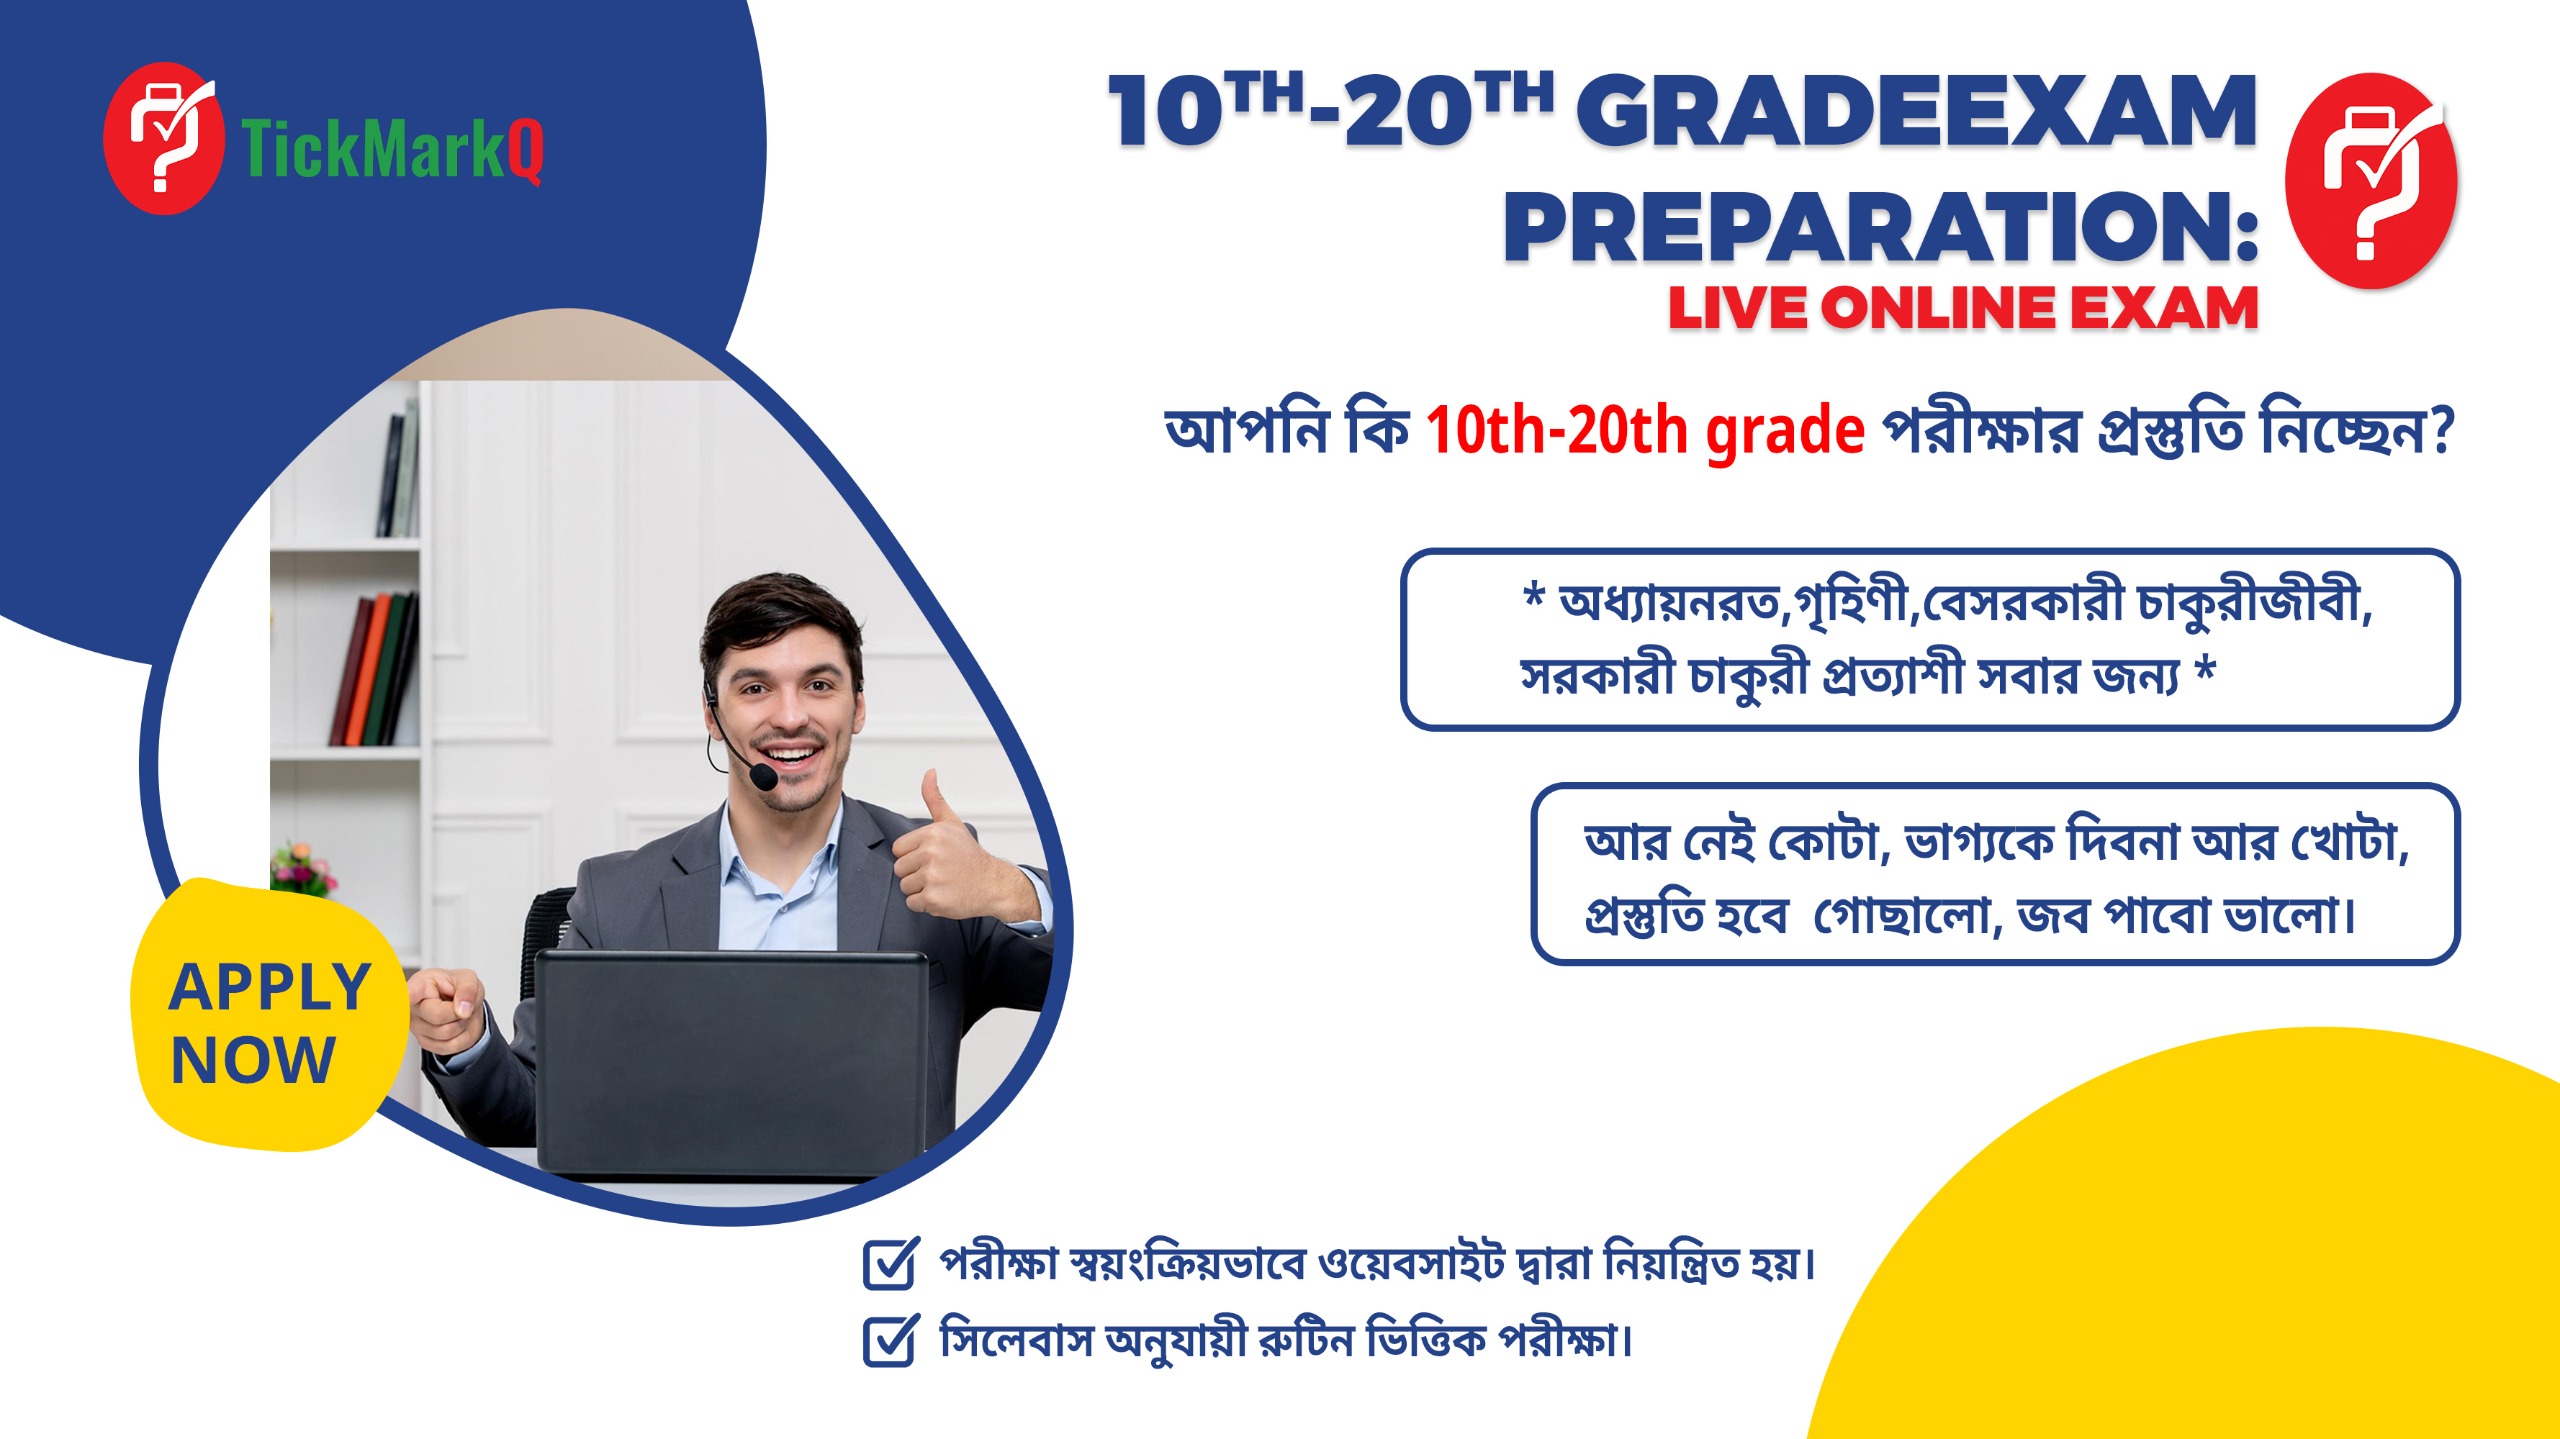 TickMarkQ
10TH-20TH GRADEEXAM
PREPARATION:
LIVE ONLINE EXAM
আপনি কি 10th-20th grade পরীক্ষার প্রস্তুতি নিচ্ছেন?
* অধ্যায়নরত,গৃহিণী,বেসরকারী চাকুরীজীবী,
সরকারী চাকুরী প্রত্যাশী সবার জন্য *
আর নেই কোটা, ভাগ্যকে দিবনা আর খোটা,
প্রস্তুতি হবে  গোছালো, জব পাবো ভালো।
APPLY
NOW
পরীক্ষা স্বয়ংক্রিয়ভাবে ওয়েবসাইট দ্বারা নিয়ন্ত্রিত হয়।
সিলেবাস অনুযায়ী রুটিন ভিত্তিক পরীক্ষা।